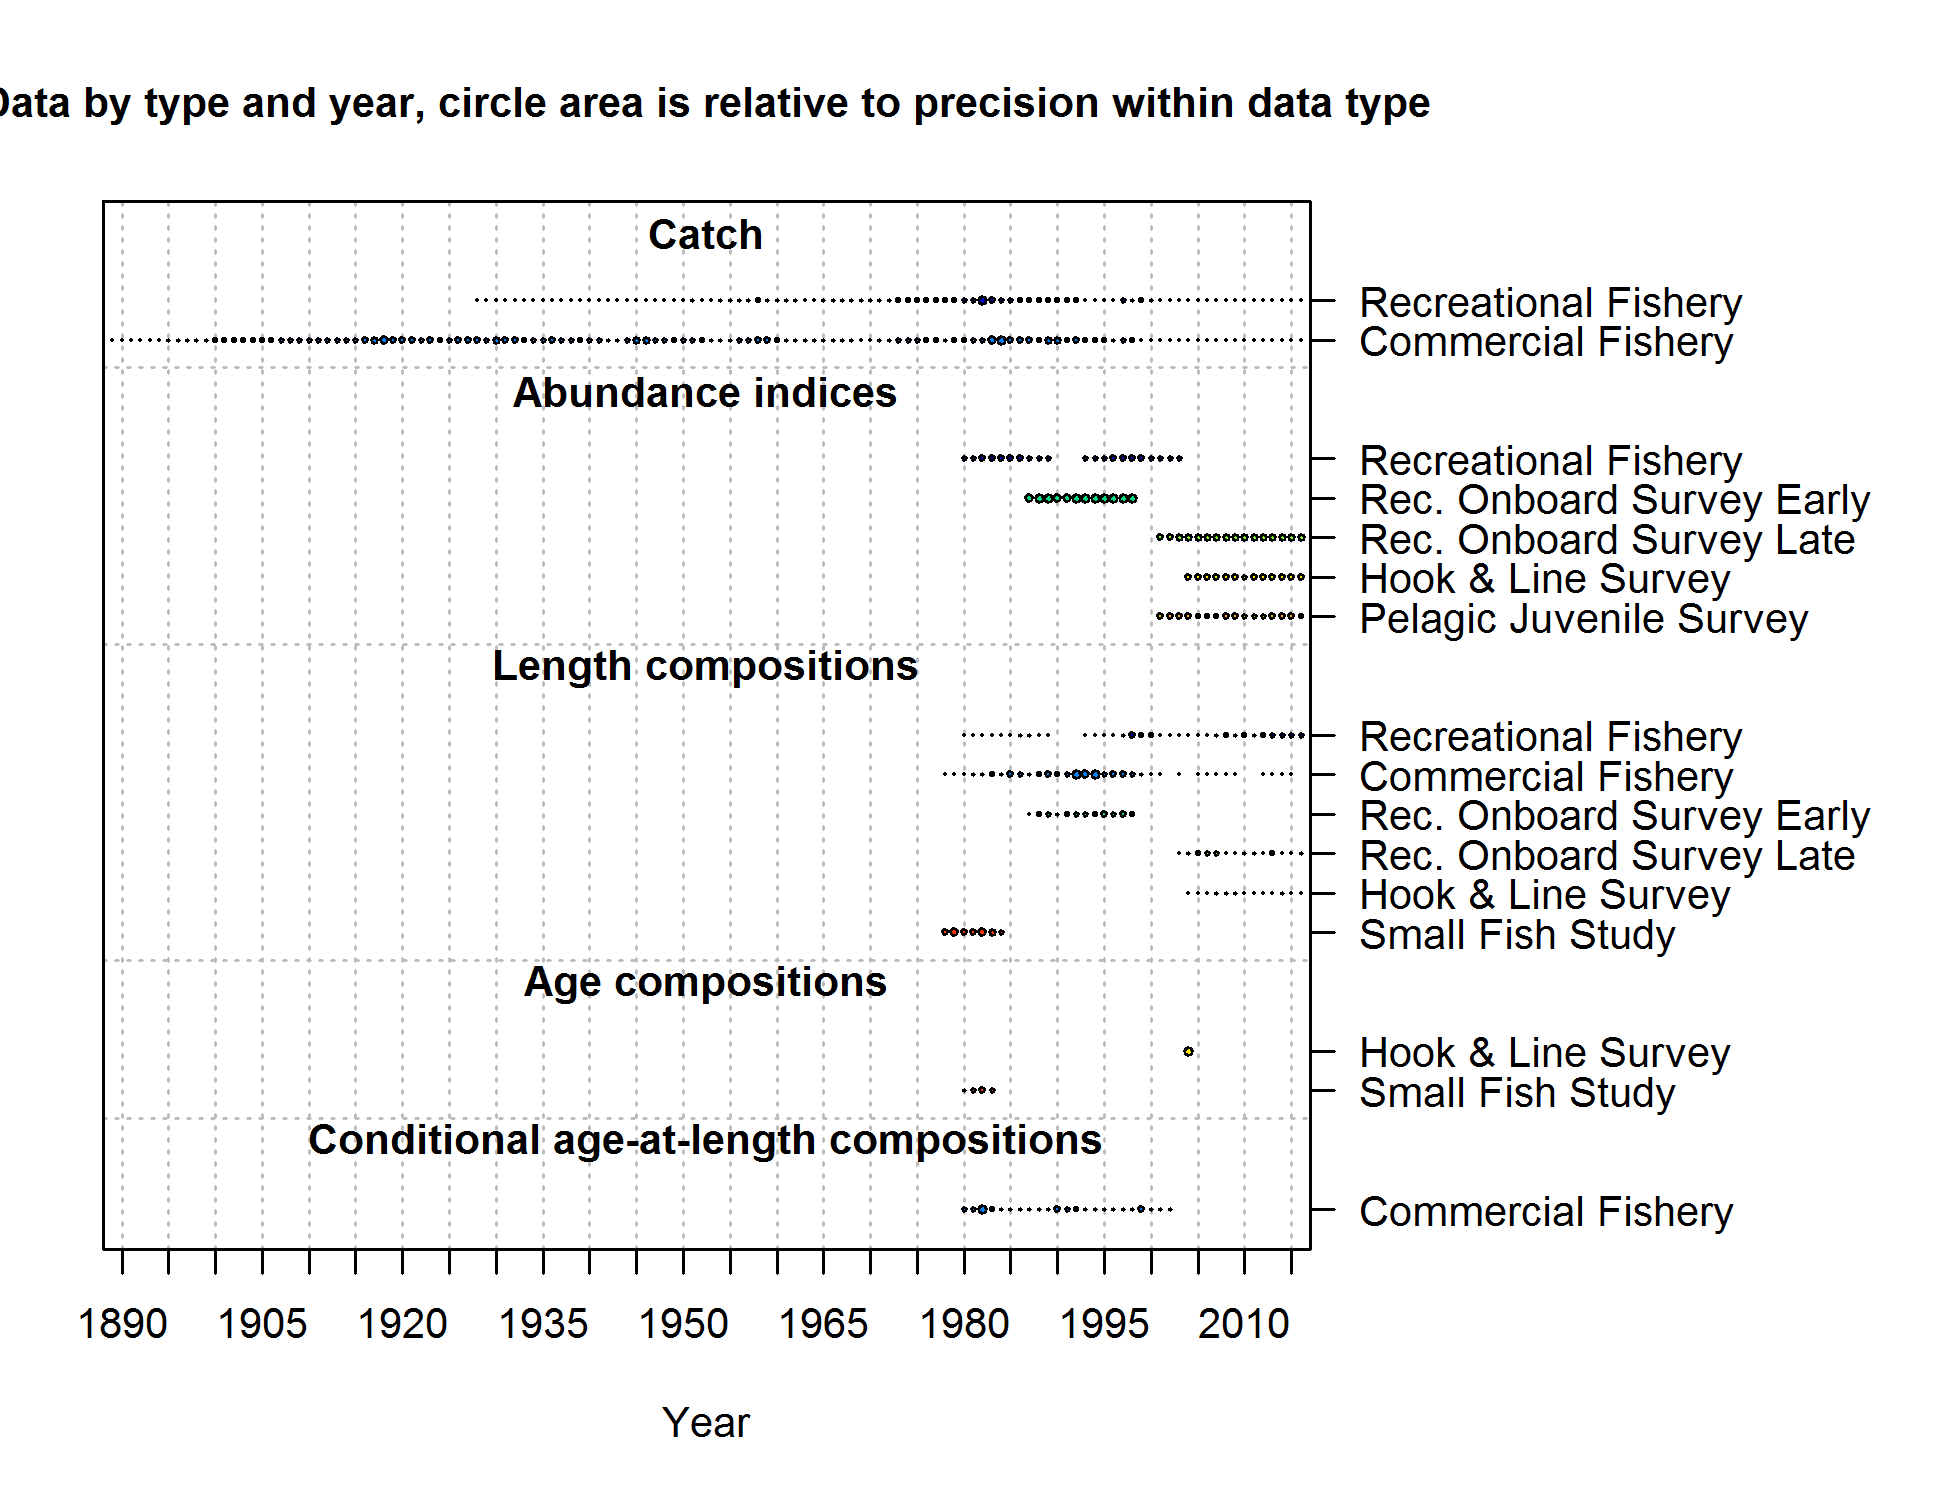 Data by type and year, circle area is relative to precision within data type
Catch
Recreational Fishery
Commercial Fishery
Abundance indices
Recreational Fishery
Rec. Onboard Survey Early
Rec. Onboard Survey Late
Hook & Line Survey
Pelagic Juvenile Survey
Length compositions
Recreational Fishery
Commercial Fishery
Rec. Onboard Survey Early
Rec. Onboard Survey Late
Hook & Line Survey
Small Fish Study
Age compositions
Hook & Line Survey
Small Fish Study
Conditional age-at-length compositions
Commercial Fishery
1890 1905 1920 1935 1950 1965 1980 1995 2010
Year